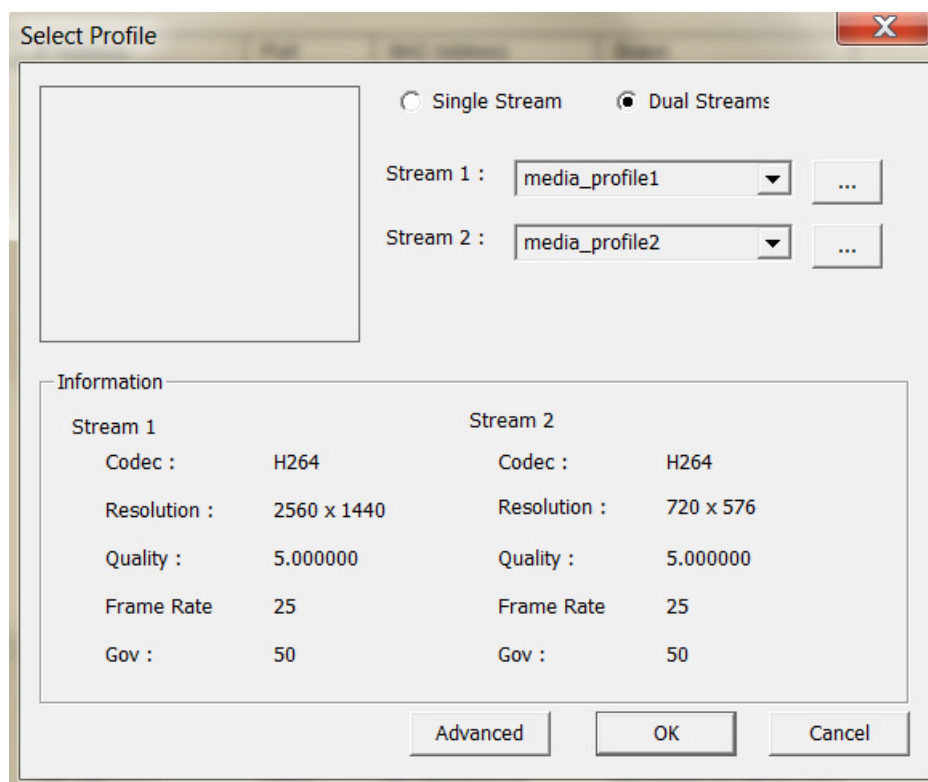 Select Profile
X
Single Stream Dual Streams
Stream 1 : media_profile1 ...
Stream 2 : media_profile2 ...
Information
Stream 1 Stream 2
Codec : H264 Codec : H264
Resolution : 2560 x 1440 Resolution : 720 x 576
Quality : 5.000000 Quality : 5.000000
Frame Rate 25 Frame Rate 25
Gov : 50 Gov : 50
Advanced OK Cancel